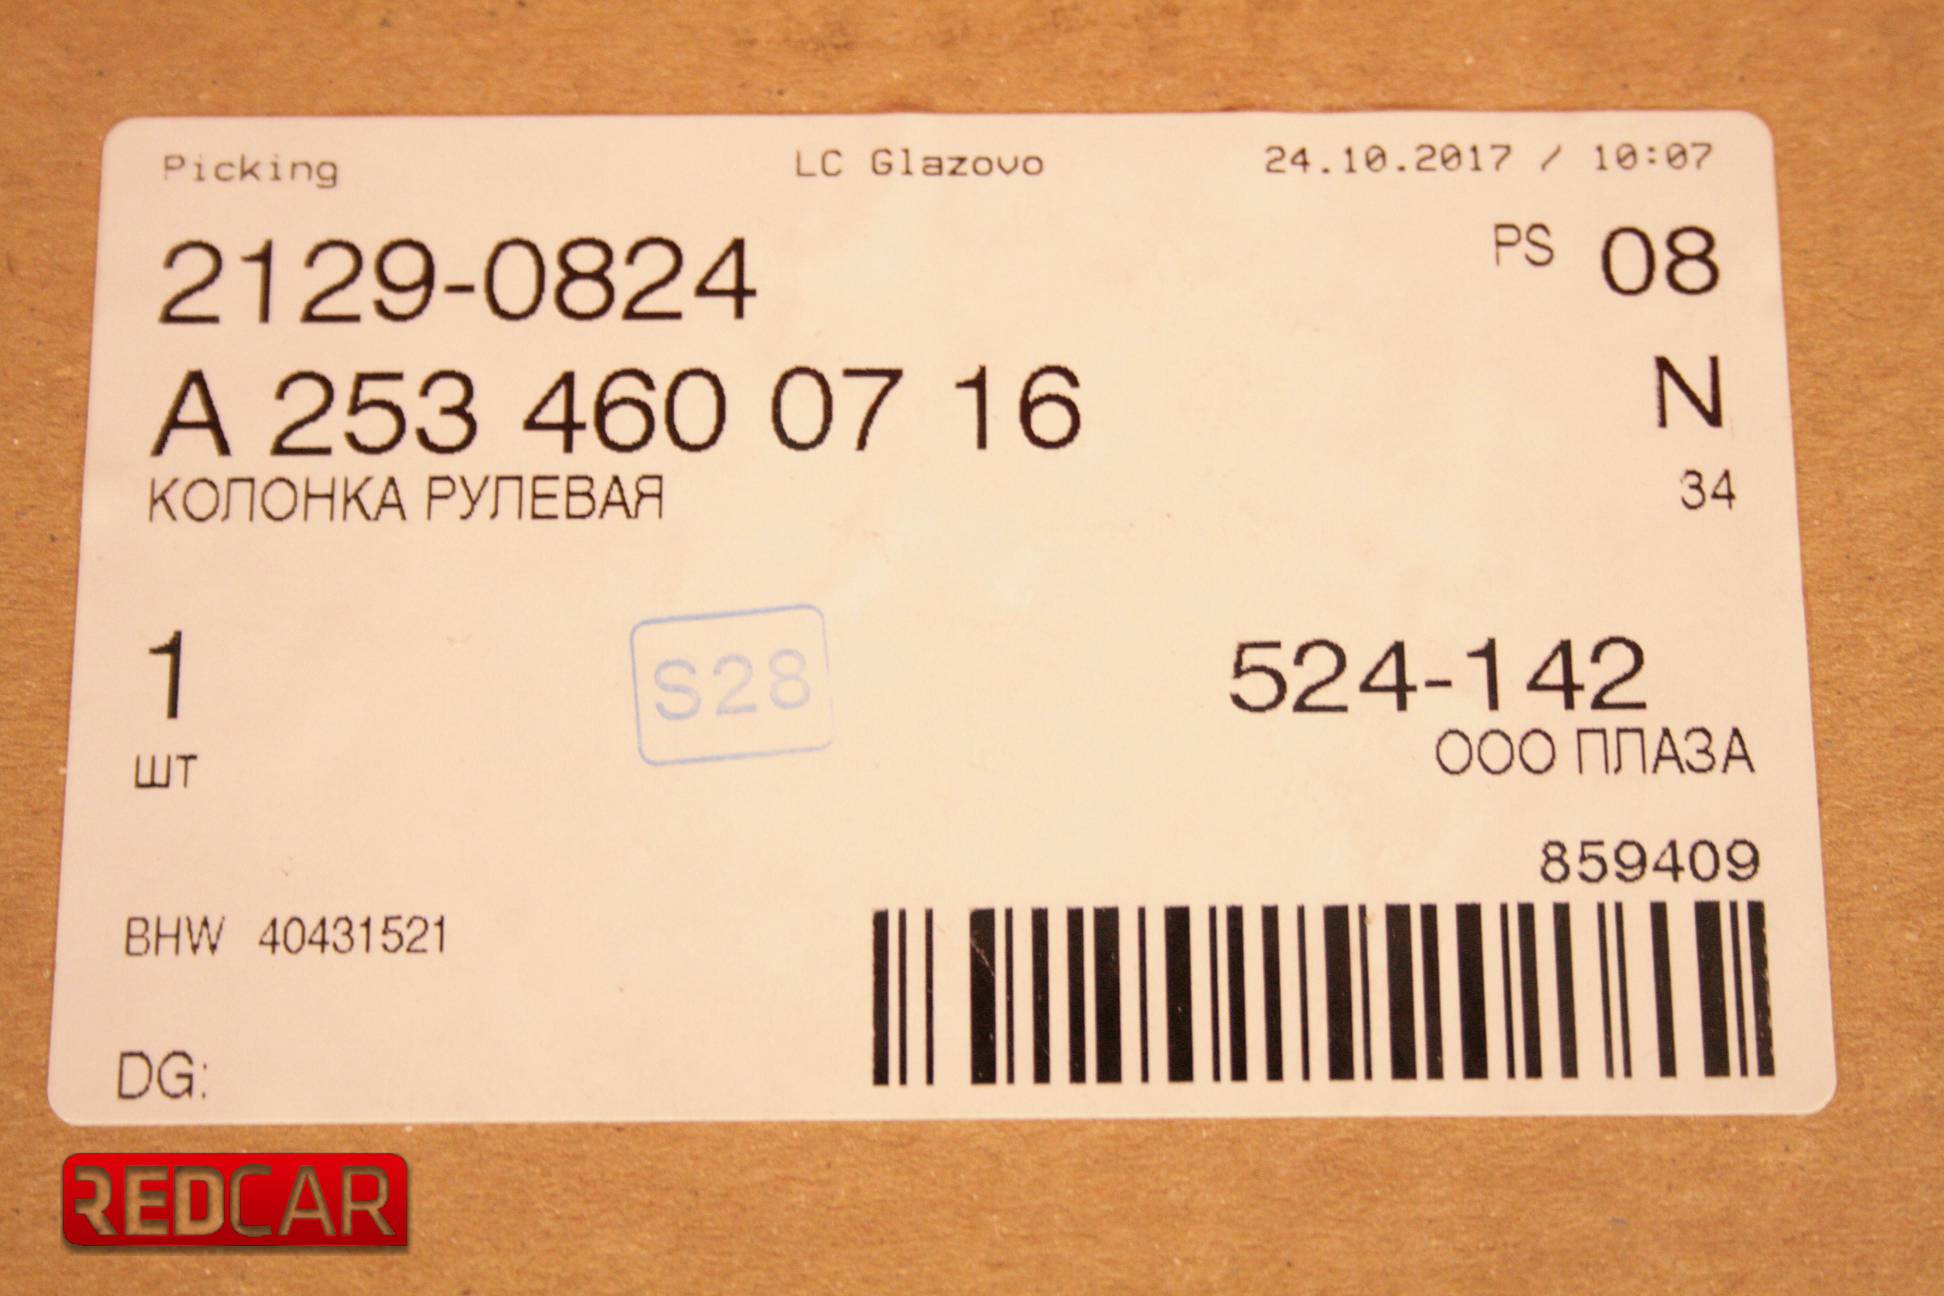 Picking LC Glazovo 24.10.2017 / 10:07
2129-0824 PS 08
A 253 460 07 16 N
КОЛОНКА РУЛЕВАЯ 34
1 S28 524-142
шт ООО ПЛАЗА
859409
BHW 40431521
DG:
REDCAR